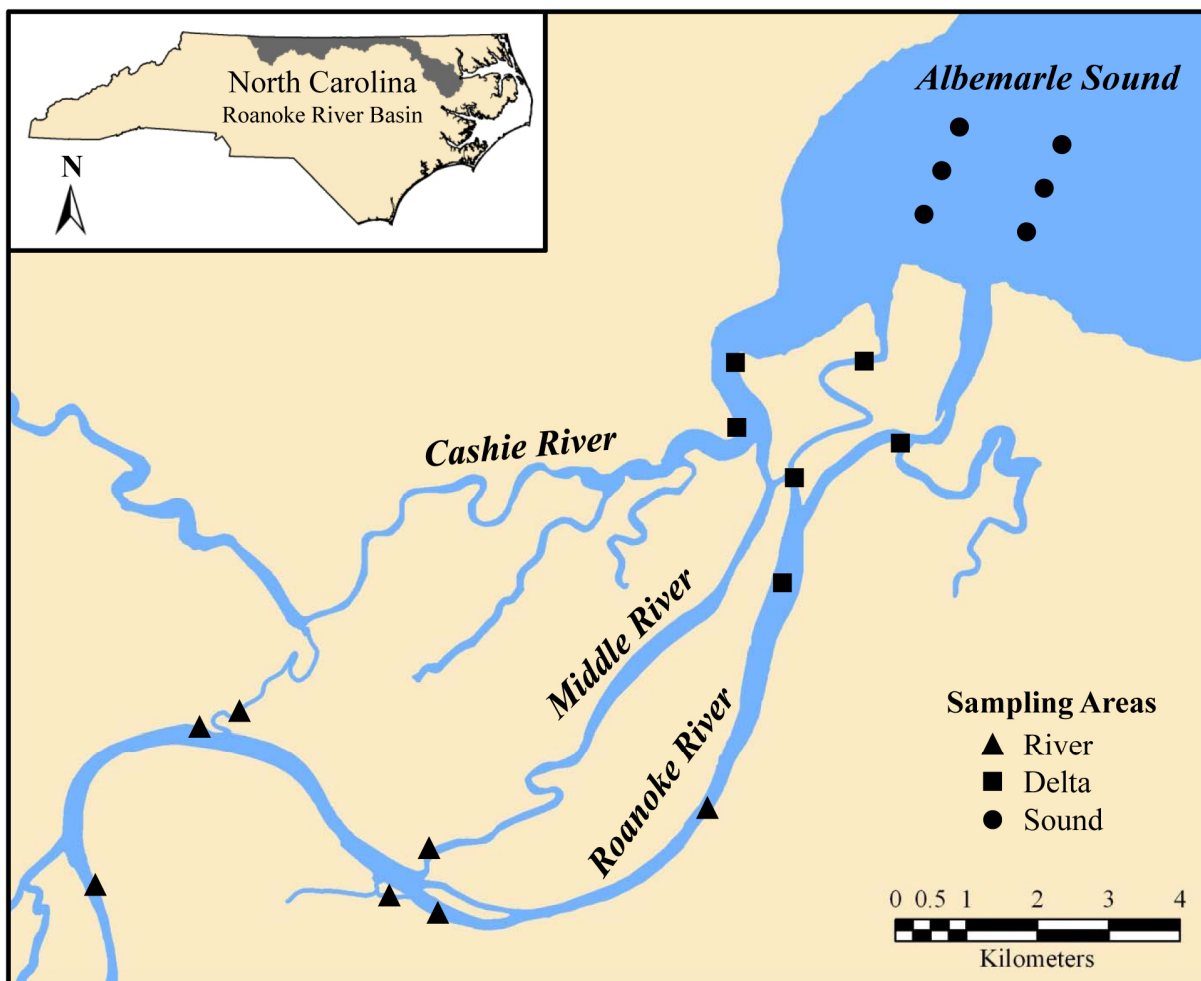 North Carolina
Roanoke River Basin
N
Albemarle Sound
Cashie River
Middle River
Roanoke River
Sampling Areas
River
Delta
Sound
0 0.5 1 2 3 4
Kilometers